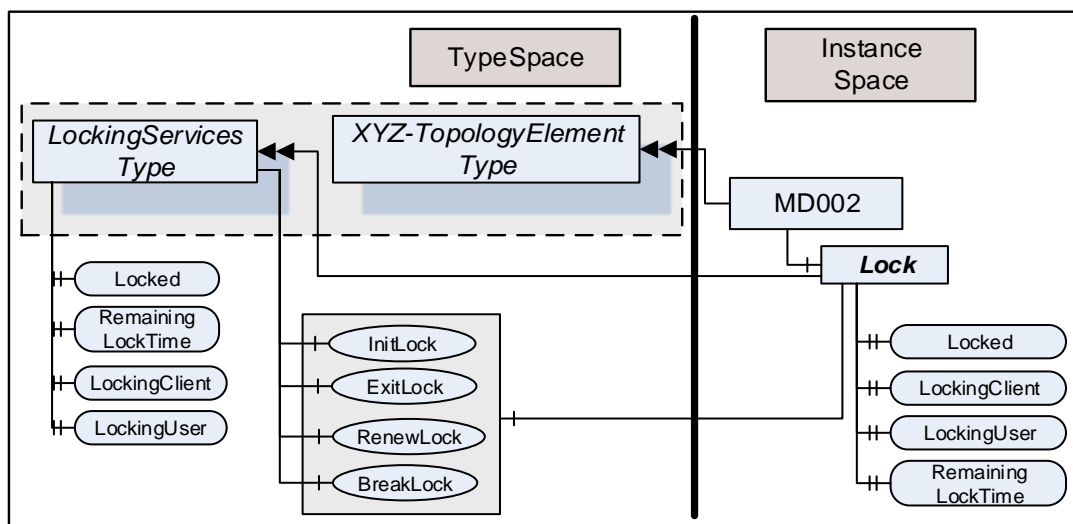 TypeSpace
Instance
Space
LockingServices
Type
XYZ-TopologyElement
Type
MD002
Lock
Locked
Remaining
LockTime
LockingClient
LockingUser
InitLock
ExitLock
RenewLock
BreakLock
Locked
LockingClient
LockingUser
Remaining
LockTime